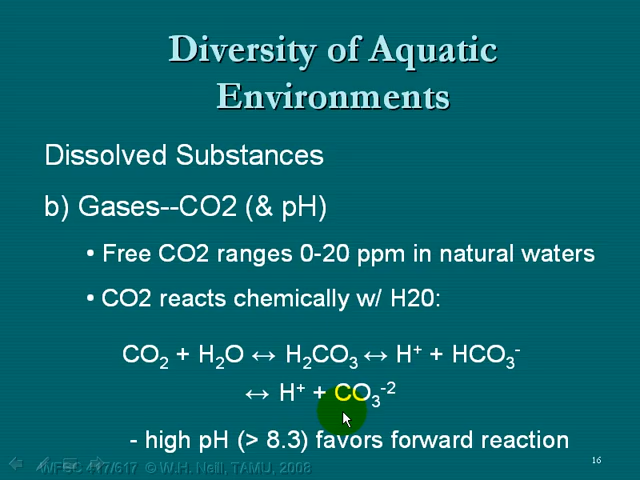 Diversity of Aquatic
Environments
Dissolved Substances
b) Gases--CO2 (& pH)
• Free CO2 ranges 0-20 ppm in natural waters
• CO2 reacts chemically w/ H20:
CO₂ + H₂O ↔ H₂CO₃ ↔ H⁺ + HCO₃⁻
↔ H⁺ + CO₃⁻²
- high pH (> 8.3) favors forward reaction
WFSC 417/617 © W.H. Neill, TAMU, 2008
16